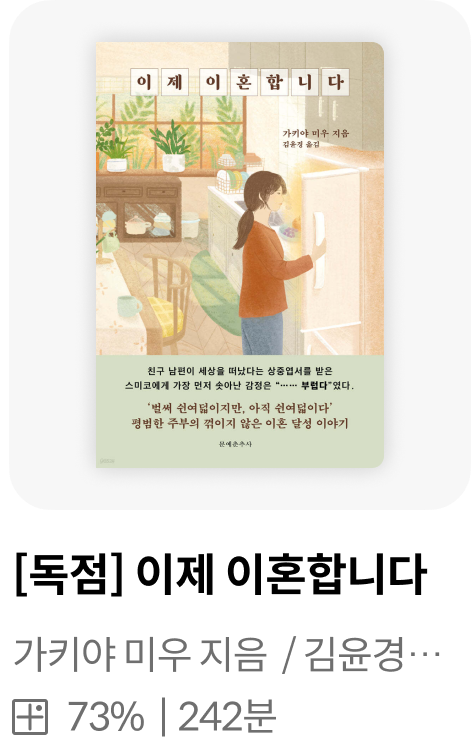 이제 이혼합니다
가키야 미우 지음
김윤경 옮김
친구 남편이 세상을 떠났다는 상중엽서를 받은
스미코에게 가장 먼저 솟아난 감정은 “…… 부럽다”였다.
‘벌써 쉰여덟이지만, 아직 쉰여덟이다’
평범한 주부의 꺾이지 않은 이혼 달성 이야기
문예춘추사
[독점] 이제 이혼합니다
가키야 미우 지음 / 김윤경…
73% | 242분